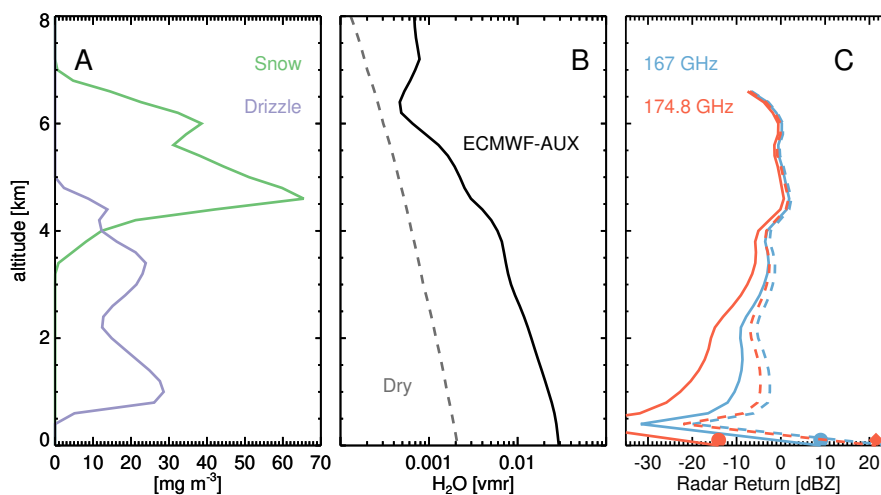 A
Snow
Drizzle
8
6
4
2
0
altitude [km]
0 10 20 30 40 50 60 70
[mg m⁻³]
B
ECMWF-AUX
Dry
0.001 0.01
H₂O [vmr]
C
167 GHz
174.8 GHz
-30 -20 -10 0 10 20
Radar Return [dBZ]